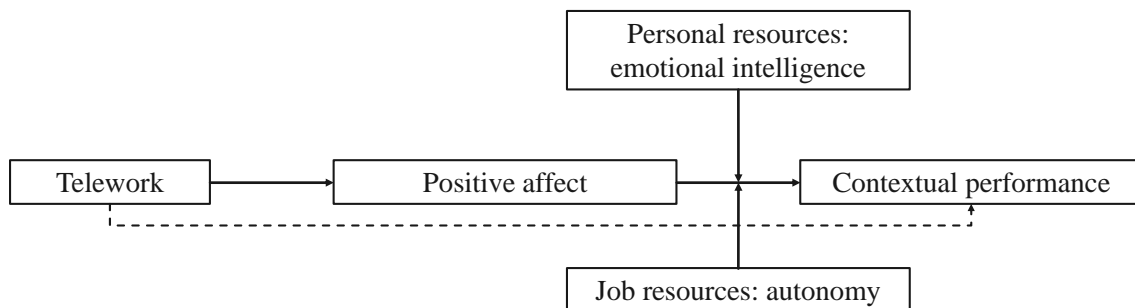 Personal resources:
emotional intelligence
Telework
Positive affect
Contextual performance
Job resources: autonomy